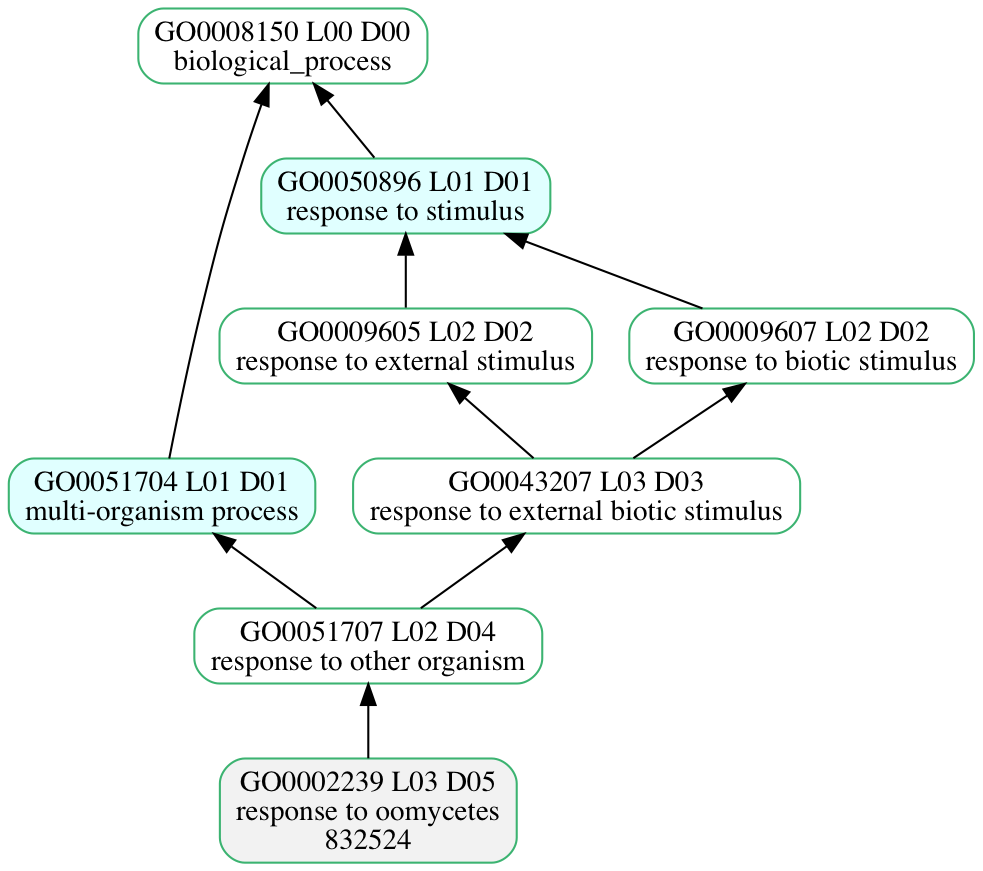 GO0008150 L00 D00
biological_process
GO0050896 L01 D01
response to stimulus
GO0009605 L02 D02
response to external stimulus
GO0009607 L02 D02
response to biotic stimulus
GO0051704 L01 D01
multi-organism process
GO0043207 L03 D03
response to external biotic stimulus
GO0051707 L02 D04
response to other organism
GO0002239 L03 D05
response to oomycetes
832524